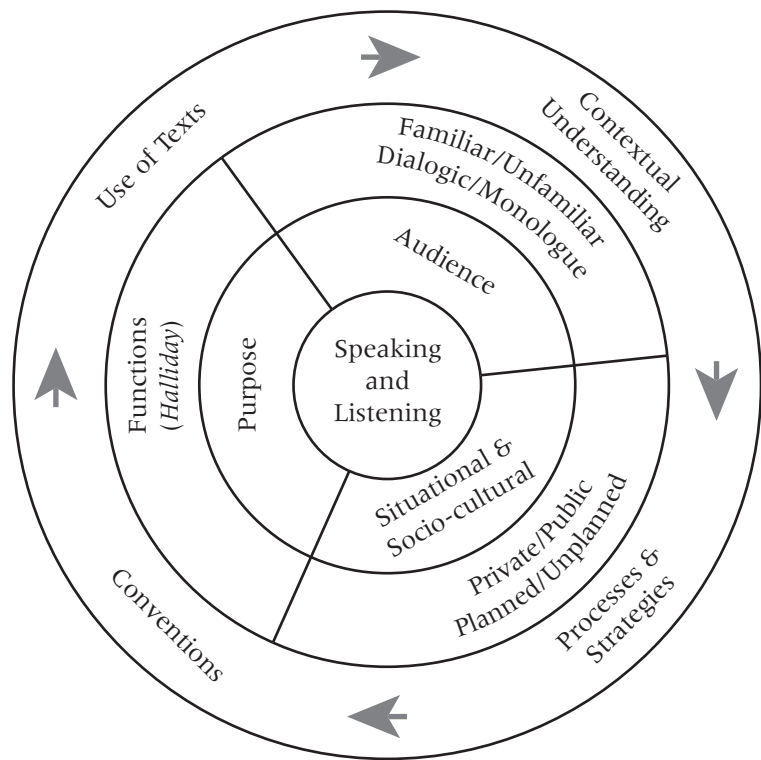 Use of Texts
Contextual
Understanding
Familiar/Unfamiliar
Dialogic/Monologue
Audience
Functions
(Halliday)
Purpose
Speaking
and
Listening
Situational &
Socio-cultural
Private/Public
Planned/Unplanned
Processes &
Strategies
Conventions